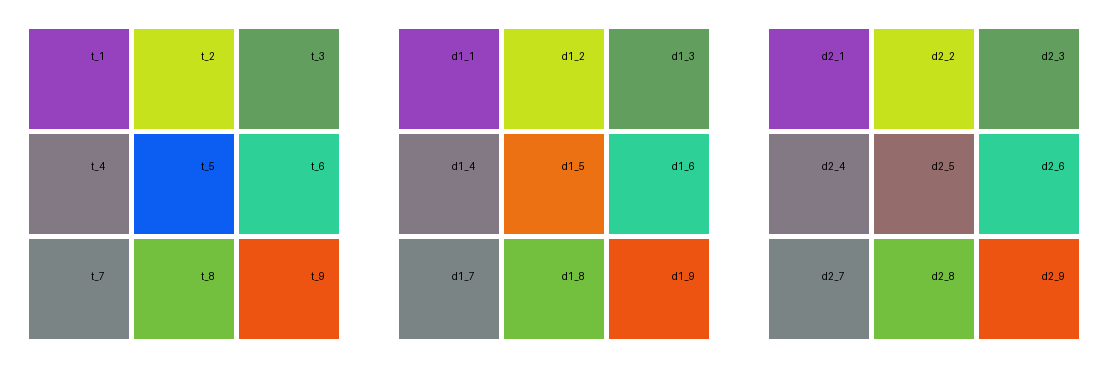 t_1 t_2 t_3 d1_1 d1_2 d1_3 d2_1 d2_2 d2_3
t_4 t_5 t_6 d1_4 d1_5 d1_6 d2_4 d2_5 d2_6
t_7 t_8 t_9 d1_7 d1_8 d1_9 d2_7 d2_8 d2_9